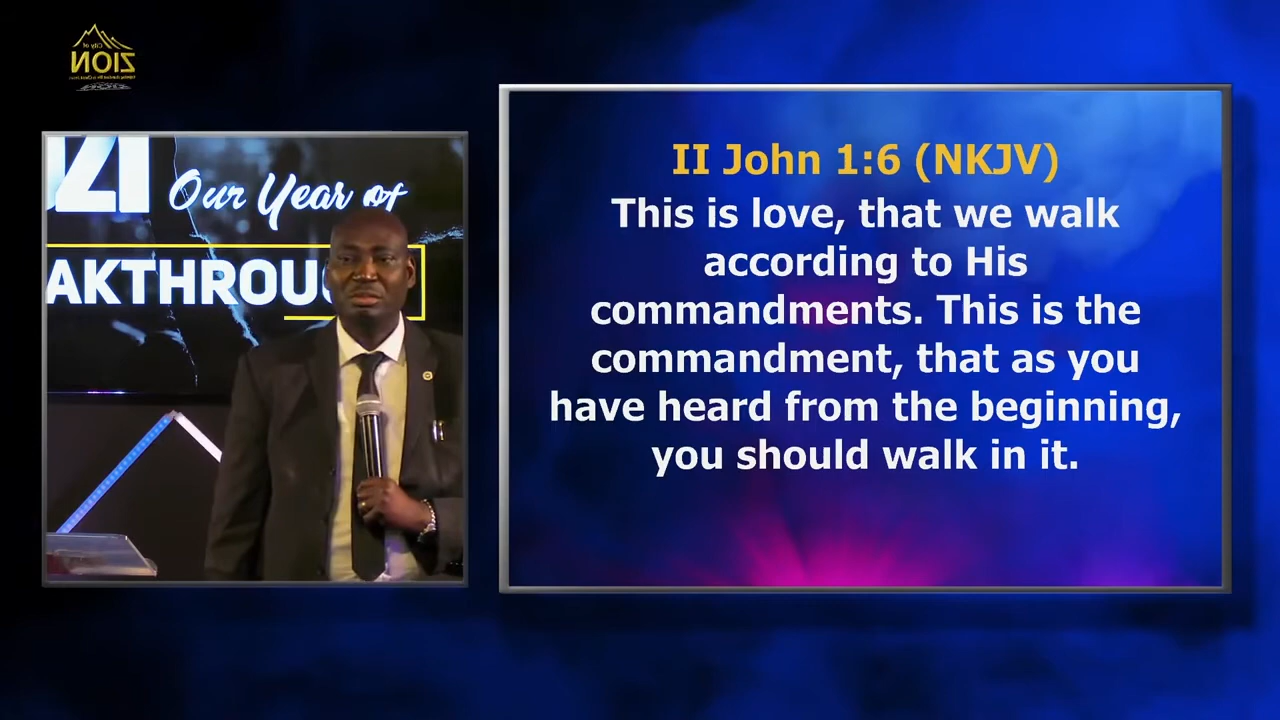 City of
ZION
ZI Our Year of
AKTHROUG
II John 1:6 (NKJV)
This is love, that we walk
according to His
commandments. This is the
commandment, that as you
have heard from the beginning,
you should walk in it.